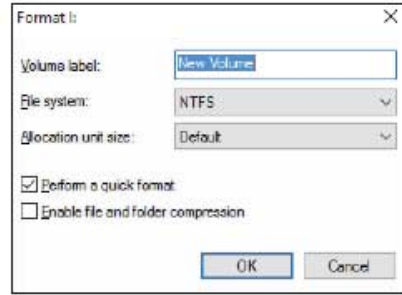 Format I:
Volume label:
New Volume
File system:
NTFS
Allocation unit size:
Default
Perform a quick format
Enable file and folder compression
OK
Cancel